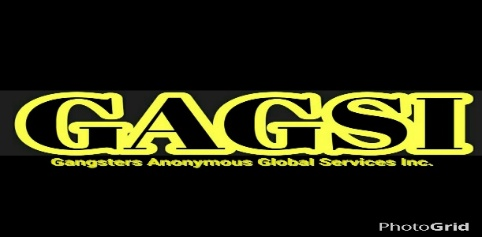 GAGSI
Gangsters Anonymous Global Services Inc.
PhotoGrid